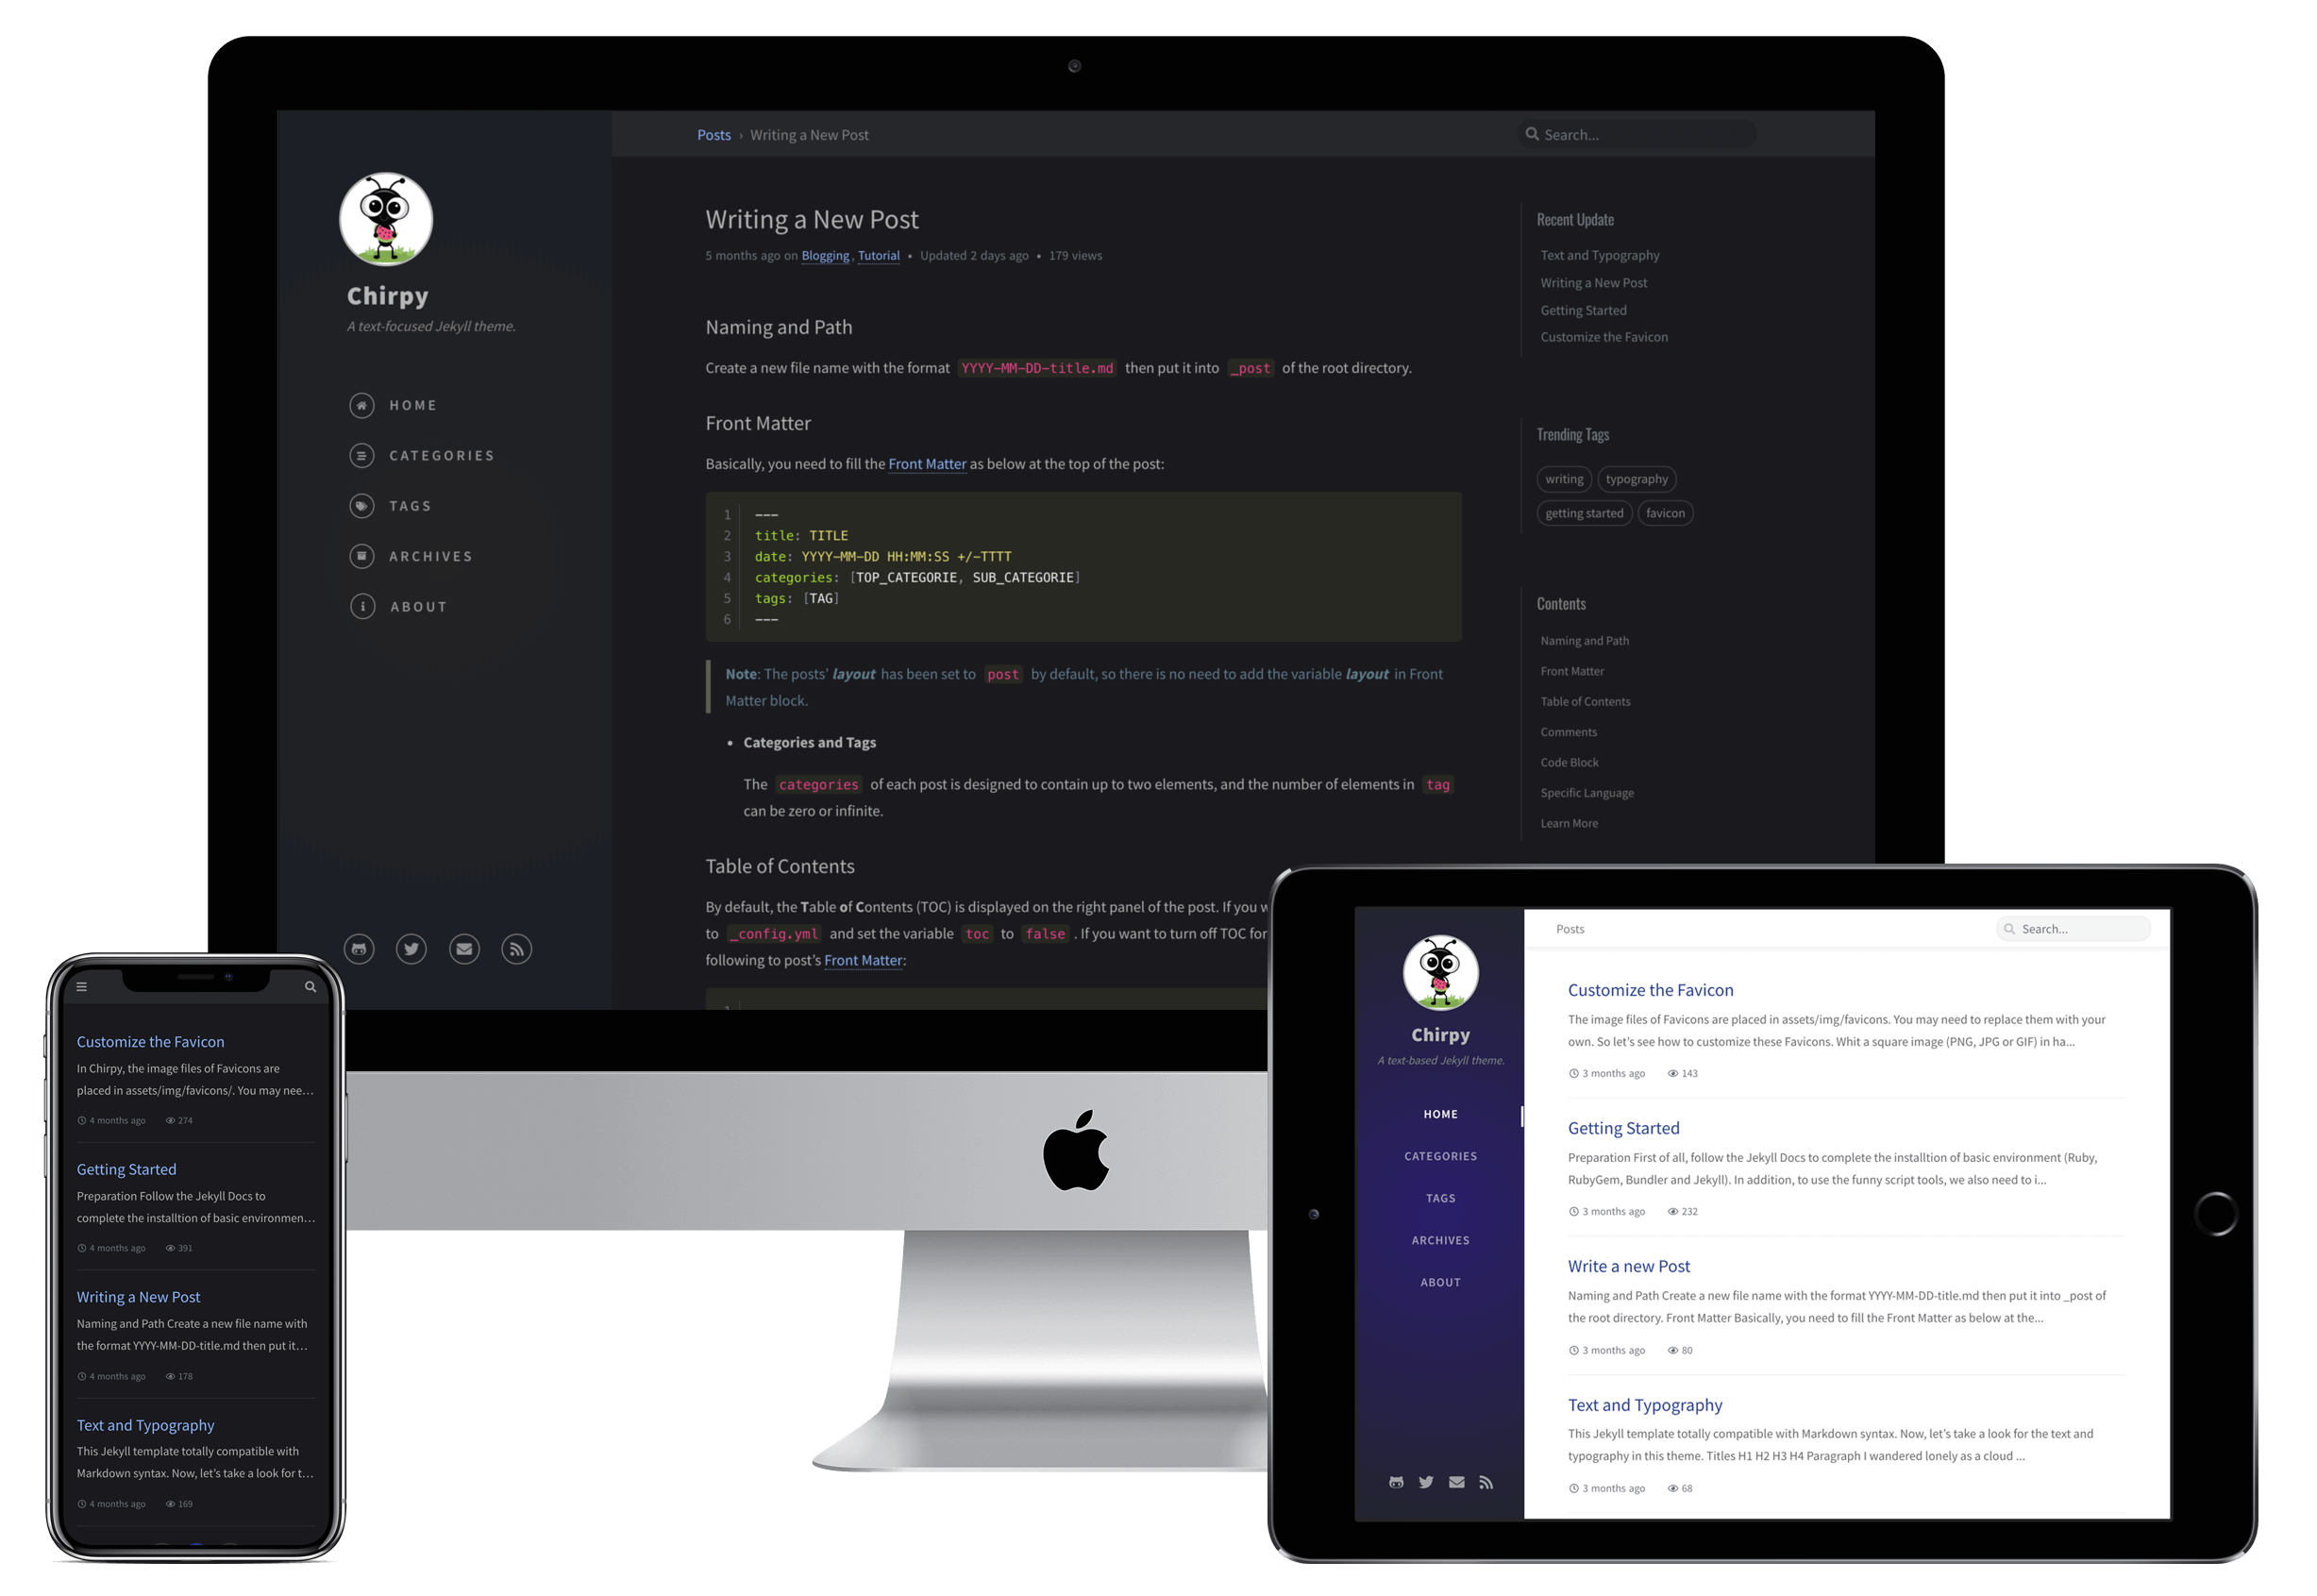 Posts › Writing a New Post
Search...
Chirpy
A text-focused Jekyll theme.
HOME
CATEGORIES
TAGS
ARCHIVES
ABOUT
Writing a New Post
5 months ago on Blogging, Tutorial • Updated 2 days ago • 179 views
Naming and Path
Create a new file name with the format YYYY-MM-DD-title.md then put it into _post of the root directory.
Front Matter
Basically, you need to fill the Front Matter as below at the top of the post:
1 ---
2 title: TITLE
3 date: YYYY-MM-DD HH:MM:SS +/-TTTT
4 categories: [TOP_CATEGORIE, SUB_CATEGORIE]
5 tags: [TAG]
6 ---
Note: The posts' layout has been set to post by default, so there is no need to add the variable layout in Front
Matter block.
• Categories and Tags
The categories of each post is designed to contain up to two elements, and the number of elements in tag
can be zero or infinite.
Table of Contents
By default, the Table of Contents (TOC) is displayed on the right panel of the post. If you w
to _config.yml and set the variable toc to false . If you want to turn off TOC for
following to post's Front Matter:
1
Recent Update
Text and Typography
Writing a New Post
Getting Started
Customize the Favicon
Trending Tags
writing typography
getting started favicon
Contents
Naming and Path
Front Matter
Table of Contents
Comments
Code Block
Specific Language
Learn More
Customize the Favicon
In Chirpy, the image files of Favicons are
placed in assets/img/favicons/. You may nee...
4 months ago 274
Getting Started
Preparation Follow the Jekyll Docs to
complete the installtion of basic environmen...
4 months ago 391
Writing a New Post
Naming and Path Create a new file name with
the format YYYY-MM-DD-title.md then put it...
4 months ago 178
Text and Typography
This Jekyll template totally compatible with
Markdown syntax. Now, let's take a look for t...
4 months ago 169
Chirpy
A text-based Jekyll theme.
HOME
CATEGORIES
TAGS
ARCHIVES
ABOUT
Posts
Search...
Customize the Favicon
The image files of Favicons are placed in assets/img/favicons. You may need to replace them with your
own. So let's see how to customize these Favicons. Whit a square image (PNG, JPG or GIF) in ha...
3 months ago 143
Getting Started
Preparation First of all, follow the Jekyll Docs to complete the installtion of basic environment (Ruby,
RubyGem, Bundler and Jekyll). In addition, to use the funny script tools, we also need to i...
3 months ago 232
Write a new Post
Naming and Path Create a new file name with the format YYYY-MM-DD-title.md then put it into _post of
the root directory. Front Matter Basically, you need to fill the Front Matter as below at the...
3 months ago 80
Text and Typography
This Jekyll template totally compatible with Markdown syntax. Now, let's take a look for the text and
typography in this theme. Titles H1 H2 H3 H4 Paragraph I wandered lonely as a cloud ...
3 months ago 68